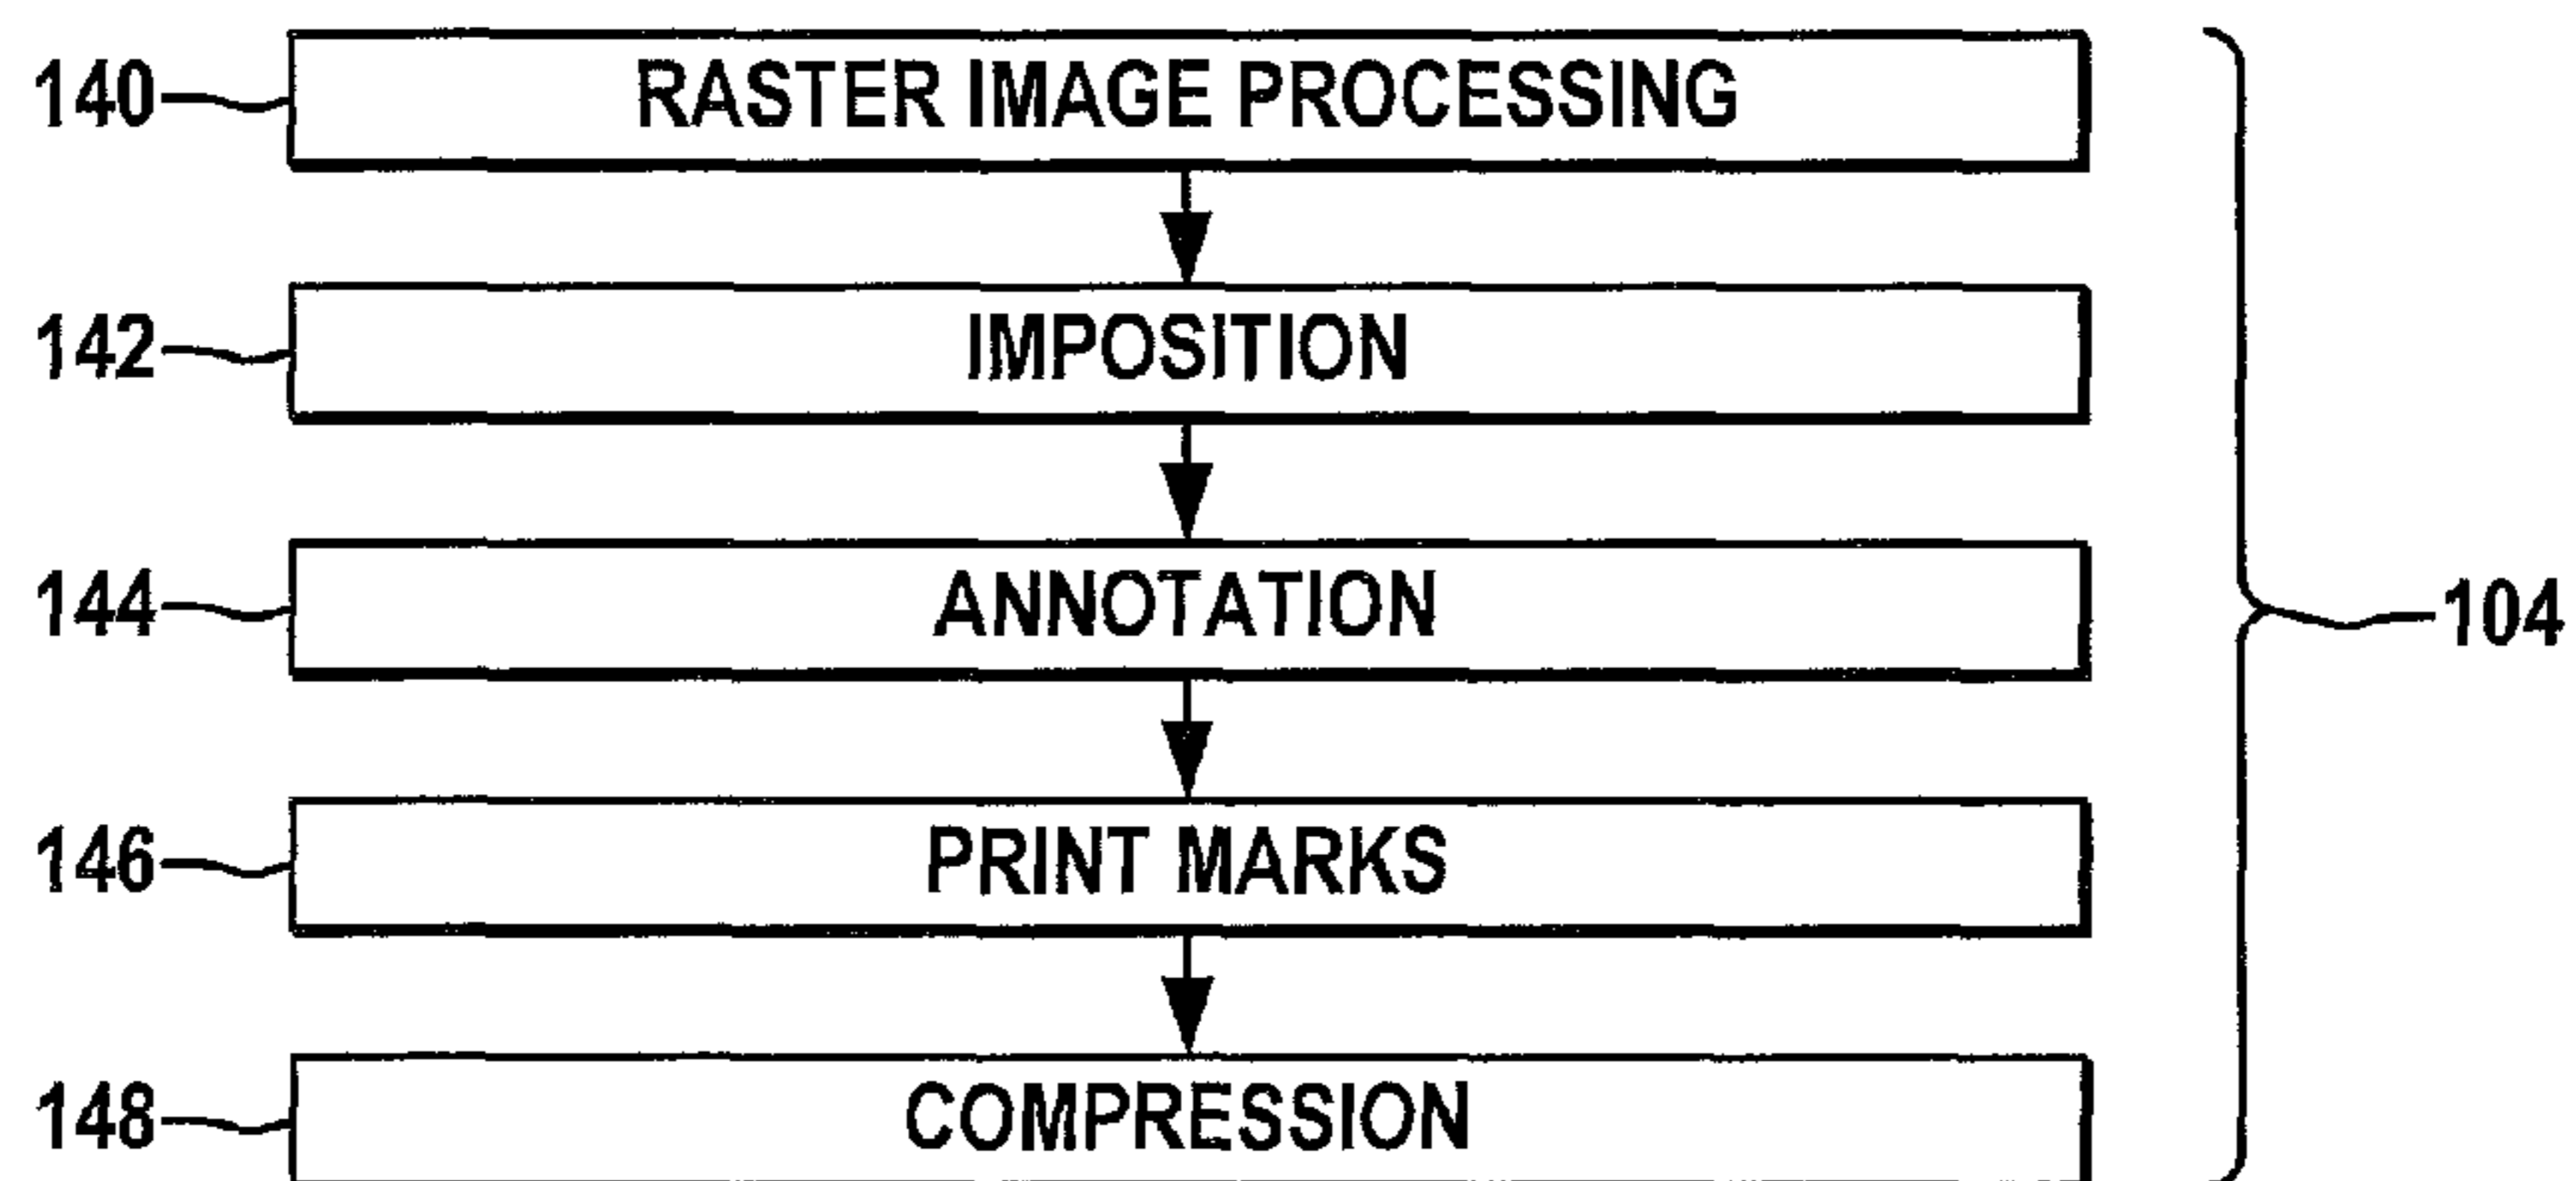 140 RASTER IMAGE PROCESSING
142 IMPOSITION
144 ANNOTATION
104
146 PRINT MARKS
148 COMPRESSION